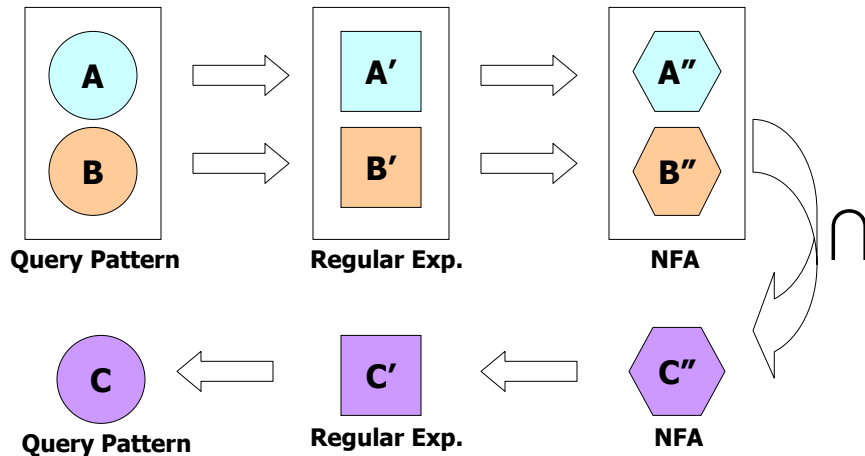 A A′ A″
B B′ B″
∩
Query Pattern Regular Exp. NFA
C C′ C″
Query Pattern Regular Exp. NFA